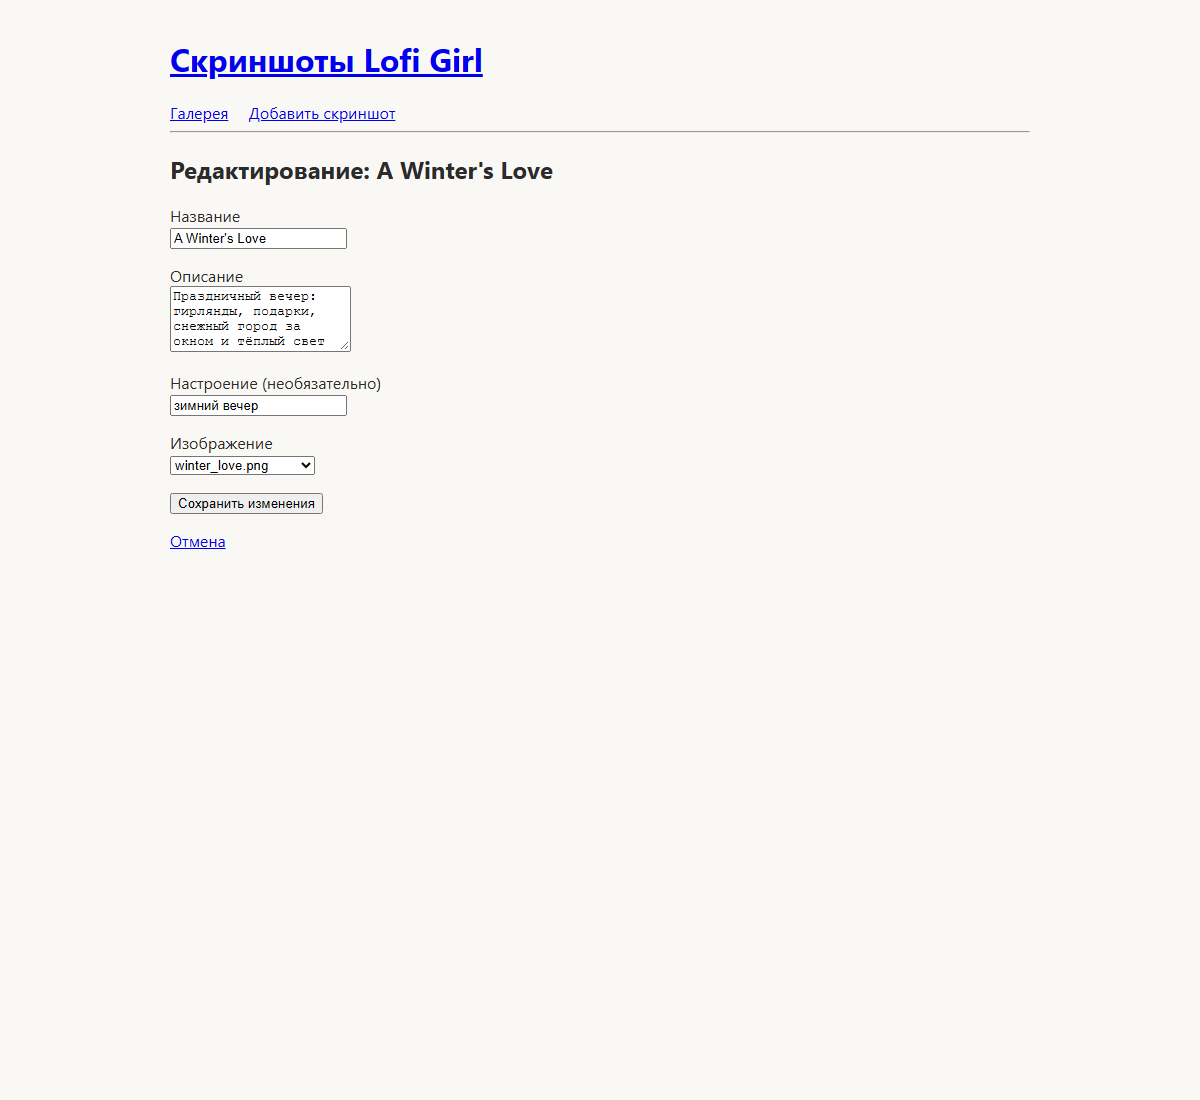 Скриншоты Lofi Girl
Галерея Добавить скриншот
Редактирование: A Winter's Love
Название
A Winter's Love
Описание
Праздничный вечер:
гирлянды, подарки,
снежный город за
окном и тёплый свет
Настроение (необязательно)
зимний вечер
Изображение
winter_love.png
Сохранить изменения
Отмена